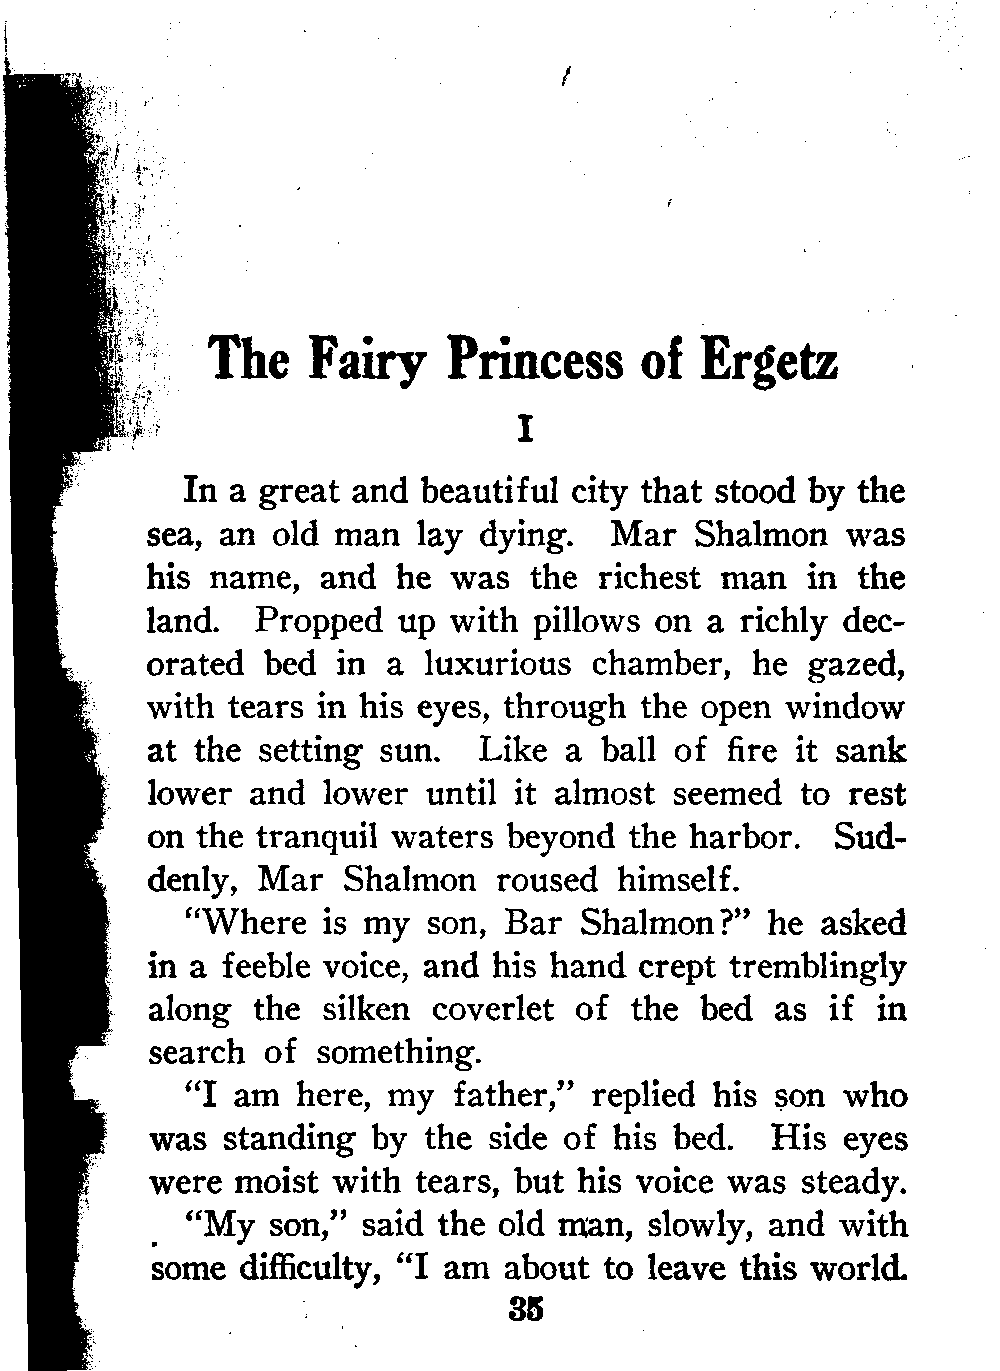 The Fairy Princess of Ergetz
I
In a great and beautiful city that stood by the
sea, an old man lay dying. Mar Shalmon was
his name, and he was the richest man in the
land. Propped up with pillows on a richly dec-
orated bed in a luxurious chamber, he gazed,
with tears in his eyes, through the open window
at the setting sun. Like a ball of fire it sank
lower and lower until it almost seemed to rest
on the tranquil waters beyond the harbor. Sud-
denly, Mar Shalmon roused himself.
"Where is my son, Bar Shalmon?" he asked
in a feeble voice, and his hand crept tremblingly
along the silken coverlet of the bed as if in
search of something.
"I am here, my father," replied his son who
was standing by the side of his bed. His eyes
were moist with tears, but his voice was steady.
"My son," said the old man, slowly, and with
some difficulty, "I am about to leave this world.
35